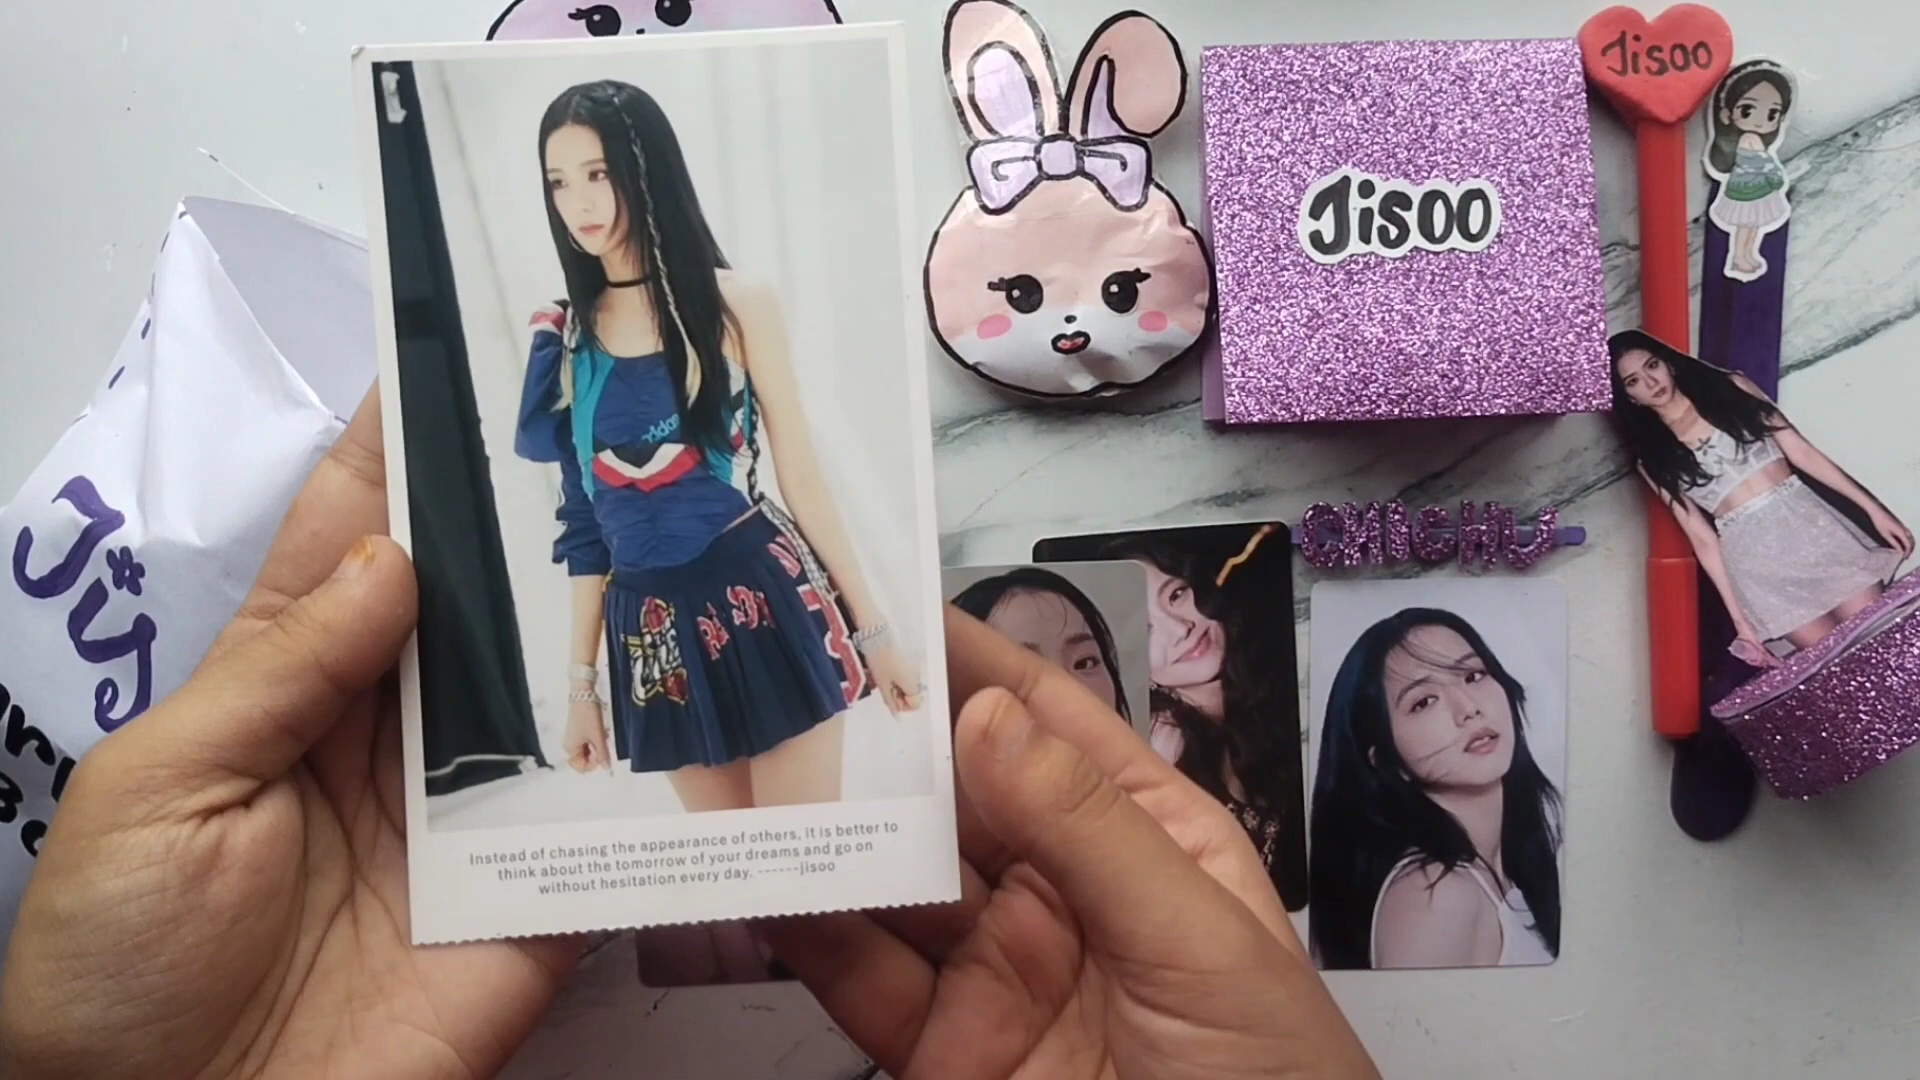 Jisoo
Jisoo
CHICHU
Instead of chasing the appearance of others, it is better to
think about the tomorrow of your dreams and go on
without hesitation every day. ------jisoo